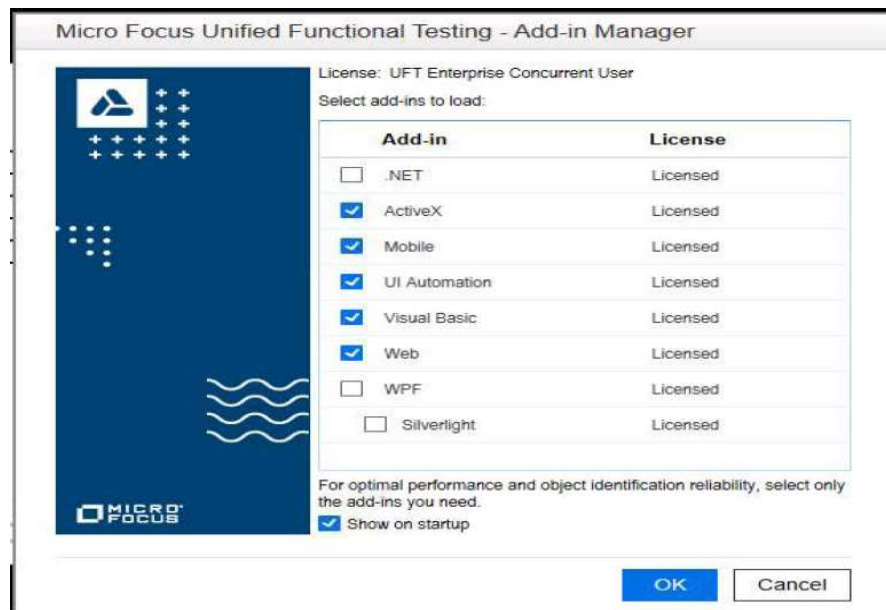 Micro Focus Unified Functional Testing - Add-in Manager
License: UFT Enterprise Concurrent User
Select add-ins to load:
Add-in License
.NET Licensed
ActiveX Licensed
Mobile Licensed
UI Automation Licensed
Visual Basic Licensed
Web Licensed
WPF Licensed
Silverlight Licensed
For optimal performance and object identification reliability, select only
the add-ins you need.
Show on startup
MICRO
FOCUS
OK Cancel